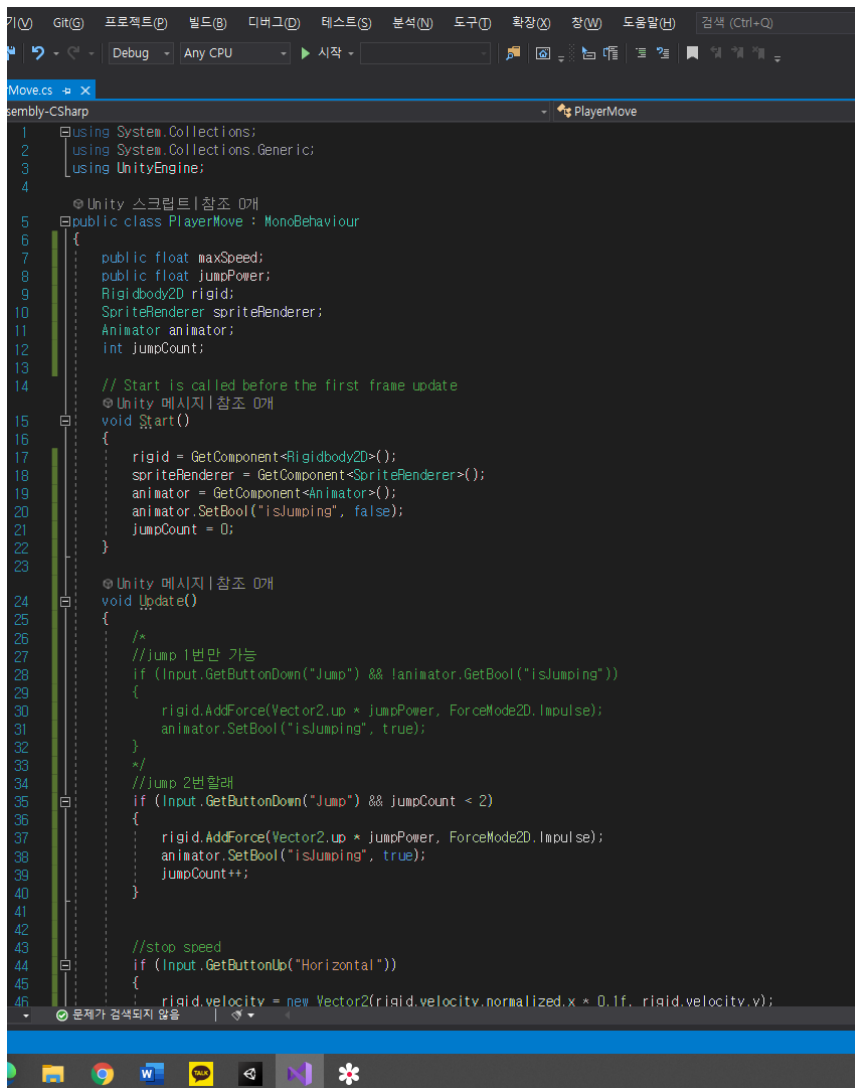 기(V) Git(G) 프로젝트(P) 빌드(B) 디버그(D) 테스트(S) 분석(N) 도구(T) 확장(X) 창(W) 도움말(H) 검색 (Ctrl+Q)
Debug Any CPU 시작
Move.cs
sembly-CSharp PlayerMove
1 using System.Collections;
2 using System.Collections.Generic;
3 using UnityEngine;
4
Unity 스크립트|참조 0개
5 public class PlayerMove : MonoBehaviour
6 {
7 public float maxSpeed;
8 public float jumpPower;
9 Rigidbody2D rigid;
10 SpriteRenderer spriteRenderer;
11 Animator animator;
12 int jumpCount;
13
14 // Start is called before the first frame update
Unity 메시지|참조 0개
15 void Start()
16 {
17 rigid = GetComponent<Rigidbody2D>();
18 spriteRenderer = GetComponent<SpriteRenderer>();
19 animator = GetComponent<Animator>();
20 animator.SetBool("isJumping", false);
21 jumpCount = 0;
22 }
23
Unity 메시지|참조 0개
24 void Update()
25 {
26 /*
27 //jump 1번만 가능
28 if (Input.GetButtonDown("Jump") && !animator.GetBool("isJumping"))
29 {
30 rigid.AddForce(Vector2.up * jumpPower, ForceMode2D.Impulse);
31 animator.SetBool("isJumping", true);
32 }
33 */
34 //jump 2번할래
35 if (Input.GetButtonDown("Jump") && jumpCount < 2)
36 {
37 rigid.AddForce(Vector2.up * jumpPower, ForceMode2D.Impulse);
38 animator.SetBool("isJumping", true);
39 jumpCount++;
40 }
41
42
43 //stop speed
44 if (Input.GetButtonUp("Horizontal"))
45 {
46 rigid.velocity = new Vector2(rigid.velocity.normalized.x * 0.1f, rigid.velocity.y);
문제가 검색되지 않음
TALK